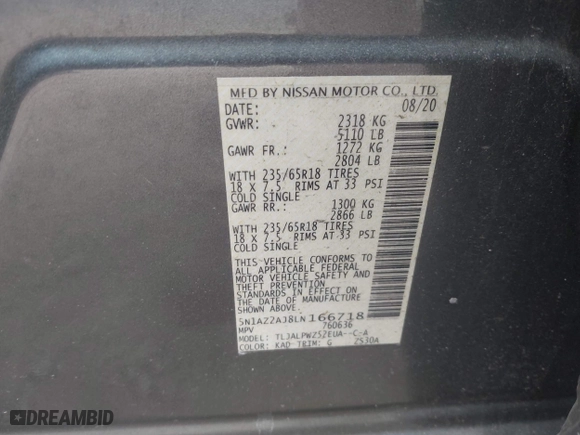 MFD BY NISSAN MOTOR CO., LTD.
DATE: 08/20
GVWR: 2318 KG
5110 LB
GAWR FR.: 1272 KG
2804 LB
WITH 235/65R18 TIRES
18 X 7.5 RIMS AT 33 PSI
COLD SINGLE
GAWR RR.: 1300 KG
2866 LB
WITH 235/65R18 TIRES
18 X 7.5 RIMS AT 33 PSI
COLD SINGLE
THIS VEHICLE CONFORMS TO
ALL APPLICABLE FEDERAL
MOTOR VEHICLE SAFETY AND
THEFT PREVENTION
STANDARDS IN EFFECT ON
THE DATE OF MANUFACTURE
SHOWN ABOVE.
5N1AZ2AJ8LN166718
MPV 760636
MODEL: TLJALPWZ52EUA--C-A
COLOR: KAD TRIM: G ZS30A
DREAMBID